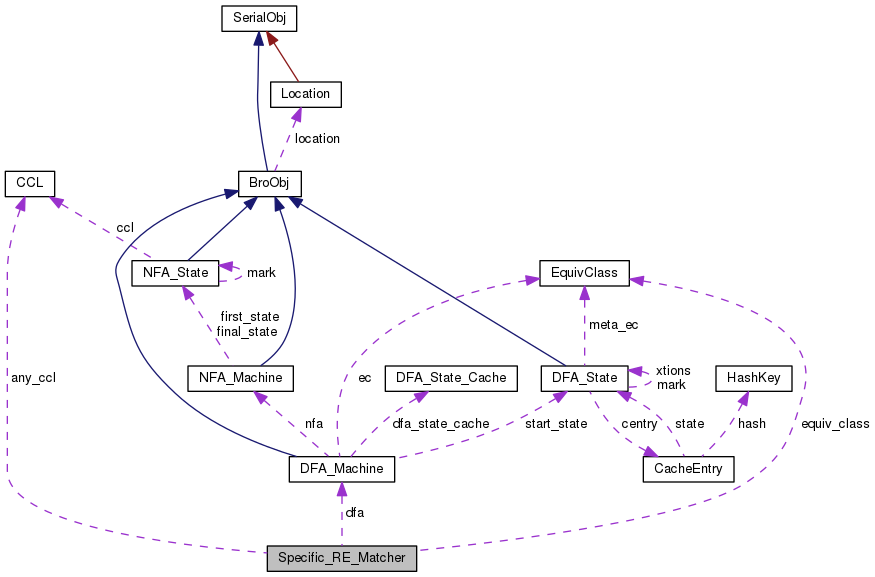 SerialObj
Location
location
CCL
BroObj
ccl
NFA_State
mark
EquivClass
first_state
final_state
meta_ec
any_ccl
NFA_Machine
ec
DFA_State_Cache
DFA_State
xtions
mark
HashKey
nfa
dfa_state_cache
start_state
centry
state
hash
equiv_class
DFA_Machine
CacheEntry
dfa
Specific_RE_Matcher